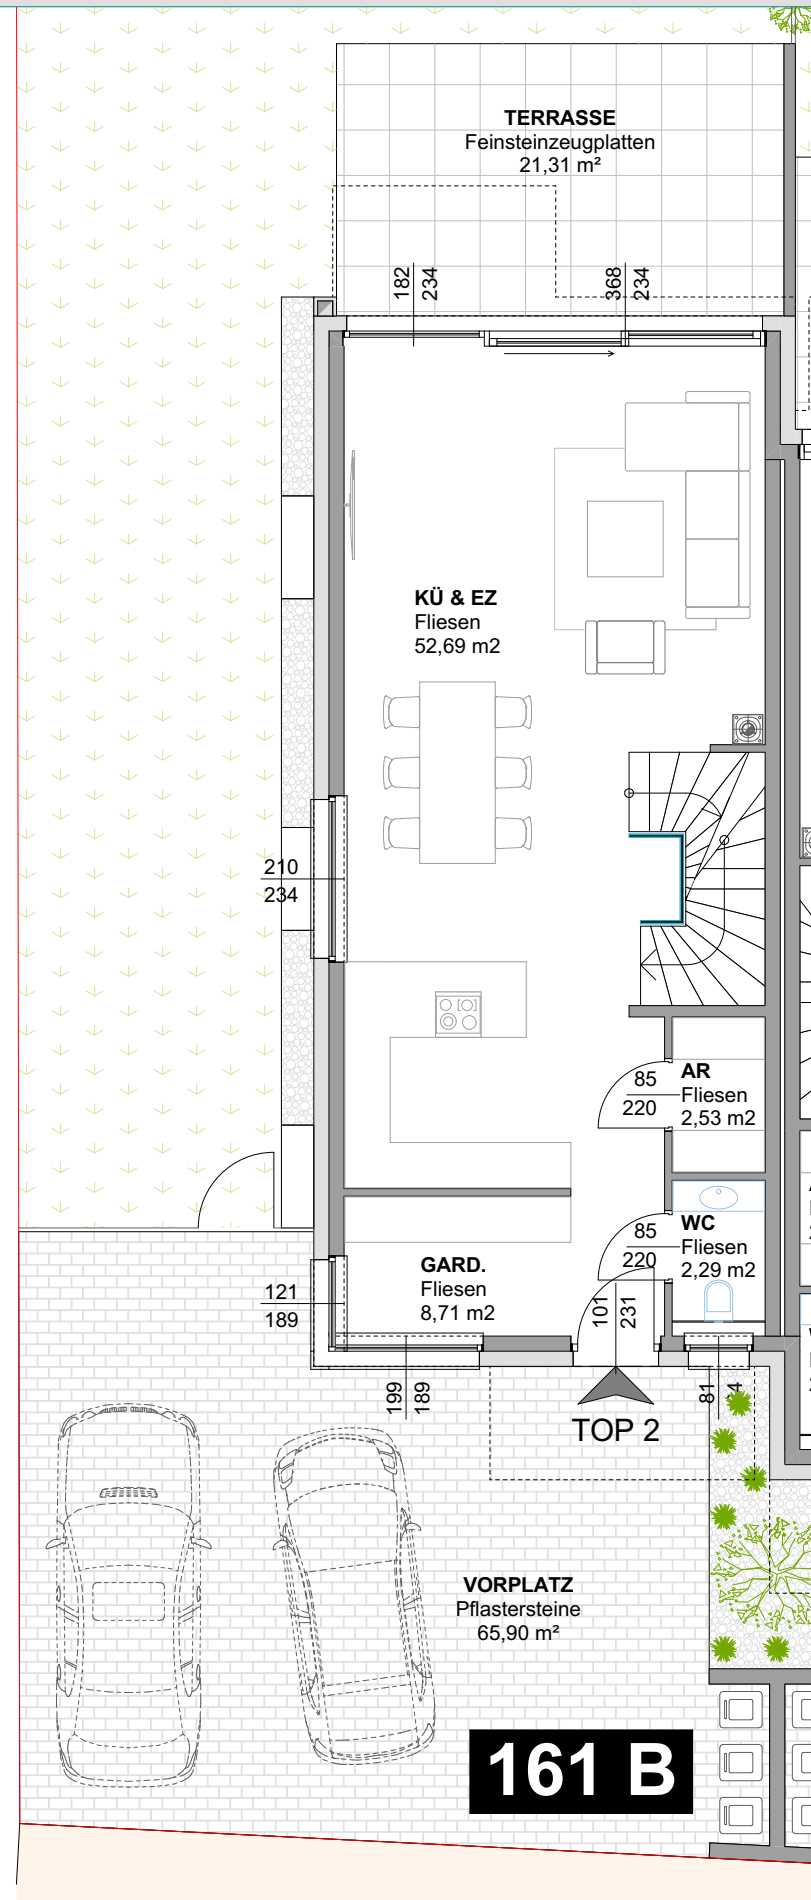 TERRASSE
Feinsteinzeugplatten
21,31 m²
182
234
368
234
KÜ & EZ
Fliesen
52,69 m2
210
234
85
220
AR
Fliesen
2,53 m2
85
220
WC
Fliesen
2,29 m2
GARD.
Fliesen
8,71 m2
121
189
101
231
199
189
81
TOP 2
VORPLATZ
Pflastersteine
65,90 m²
161 B